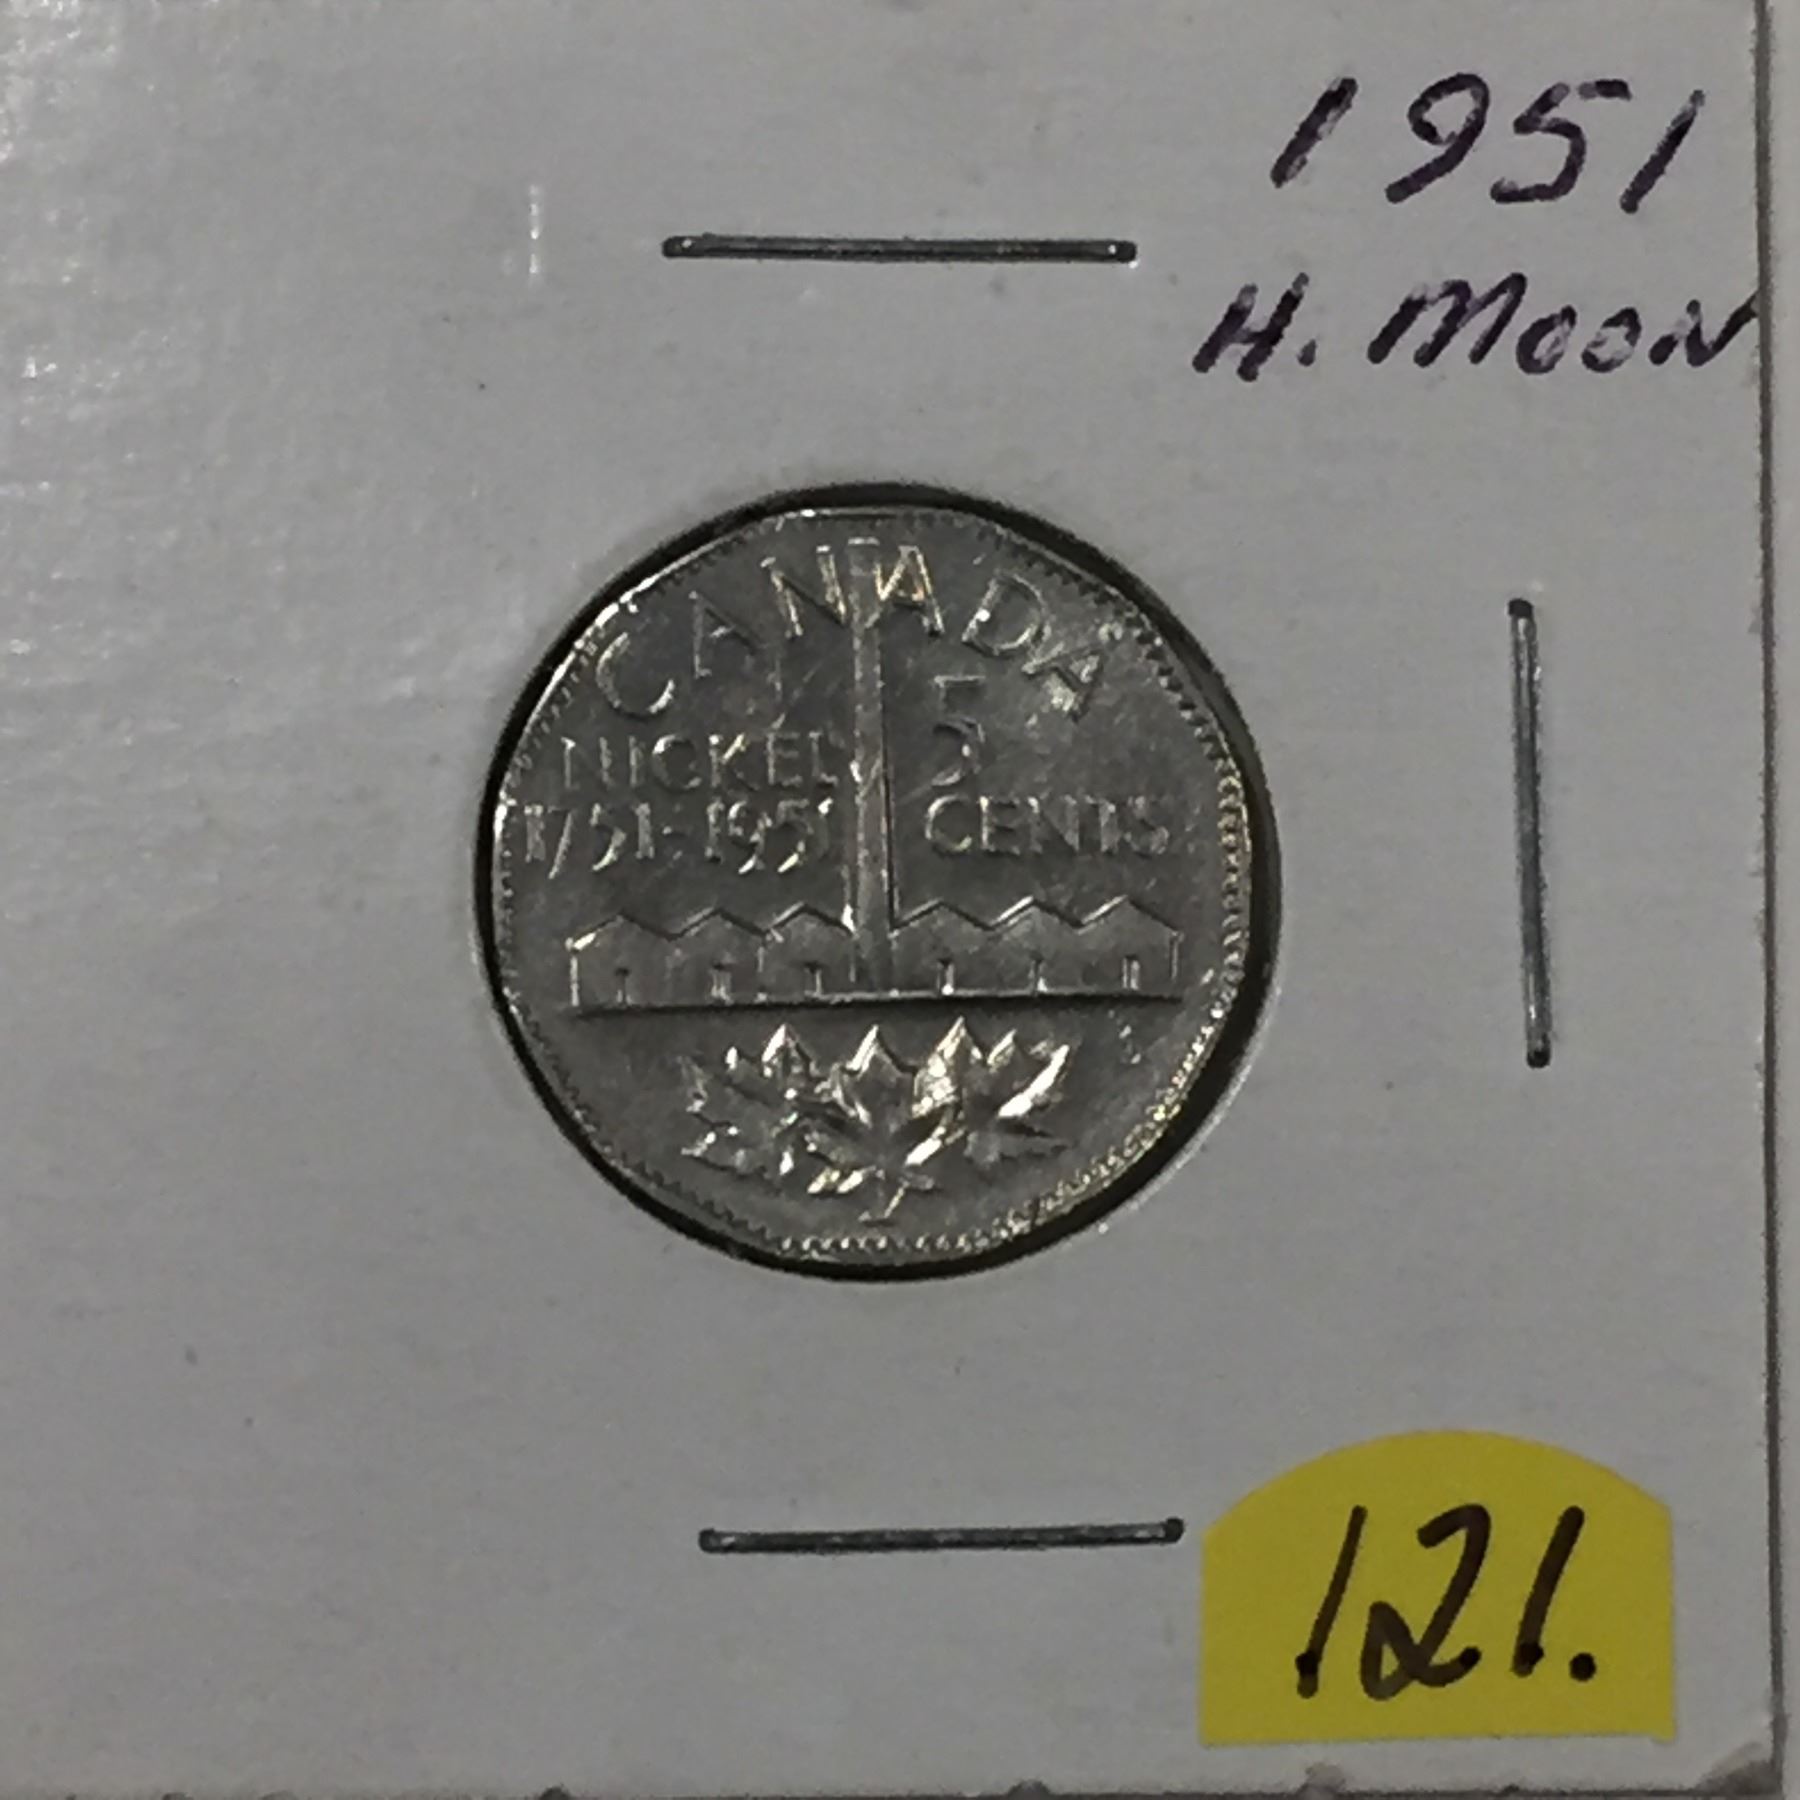 1951
H. MOON
CANADA
NICKEL 5
1751-1951 CENTS
121.